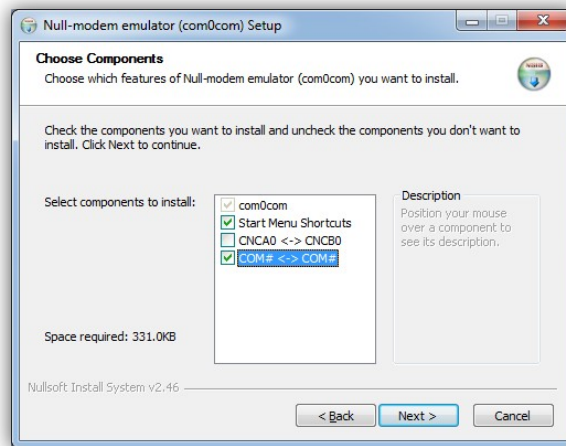 Null-modem emulator (com0com) Setup
Choose Components
Choose which features of Null-modem emulator (com0com) you want to install.
Check the components you want to install and uncheck the components you don't want to
install. Click Next to continue.
Select components to install:
com0com
Start Menu Shortcuts
CNCA0 <-> CNCB0
COM# <-> COM#
Description
Position your mouse
over a component to
see its description.
Space required: 331.0KB
Nullsoft Install System v2.46
< Back
Next >
Cancel